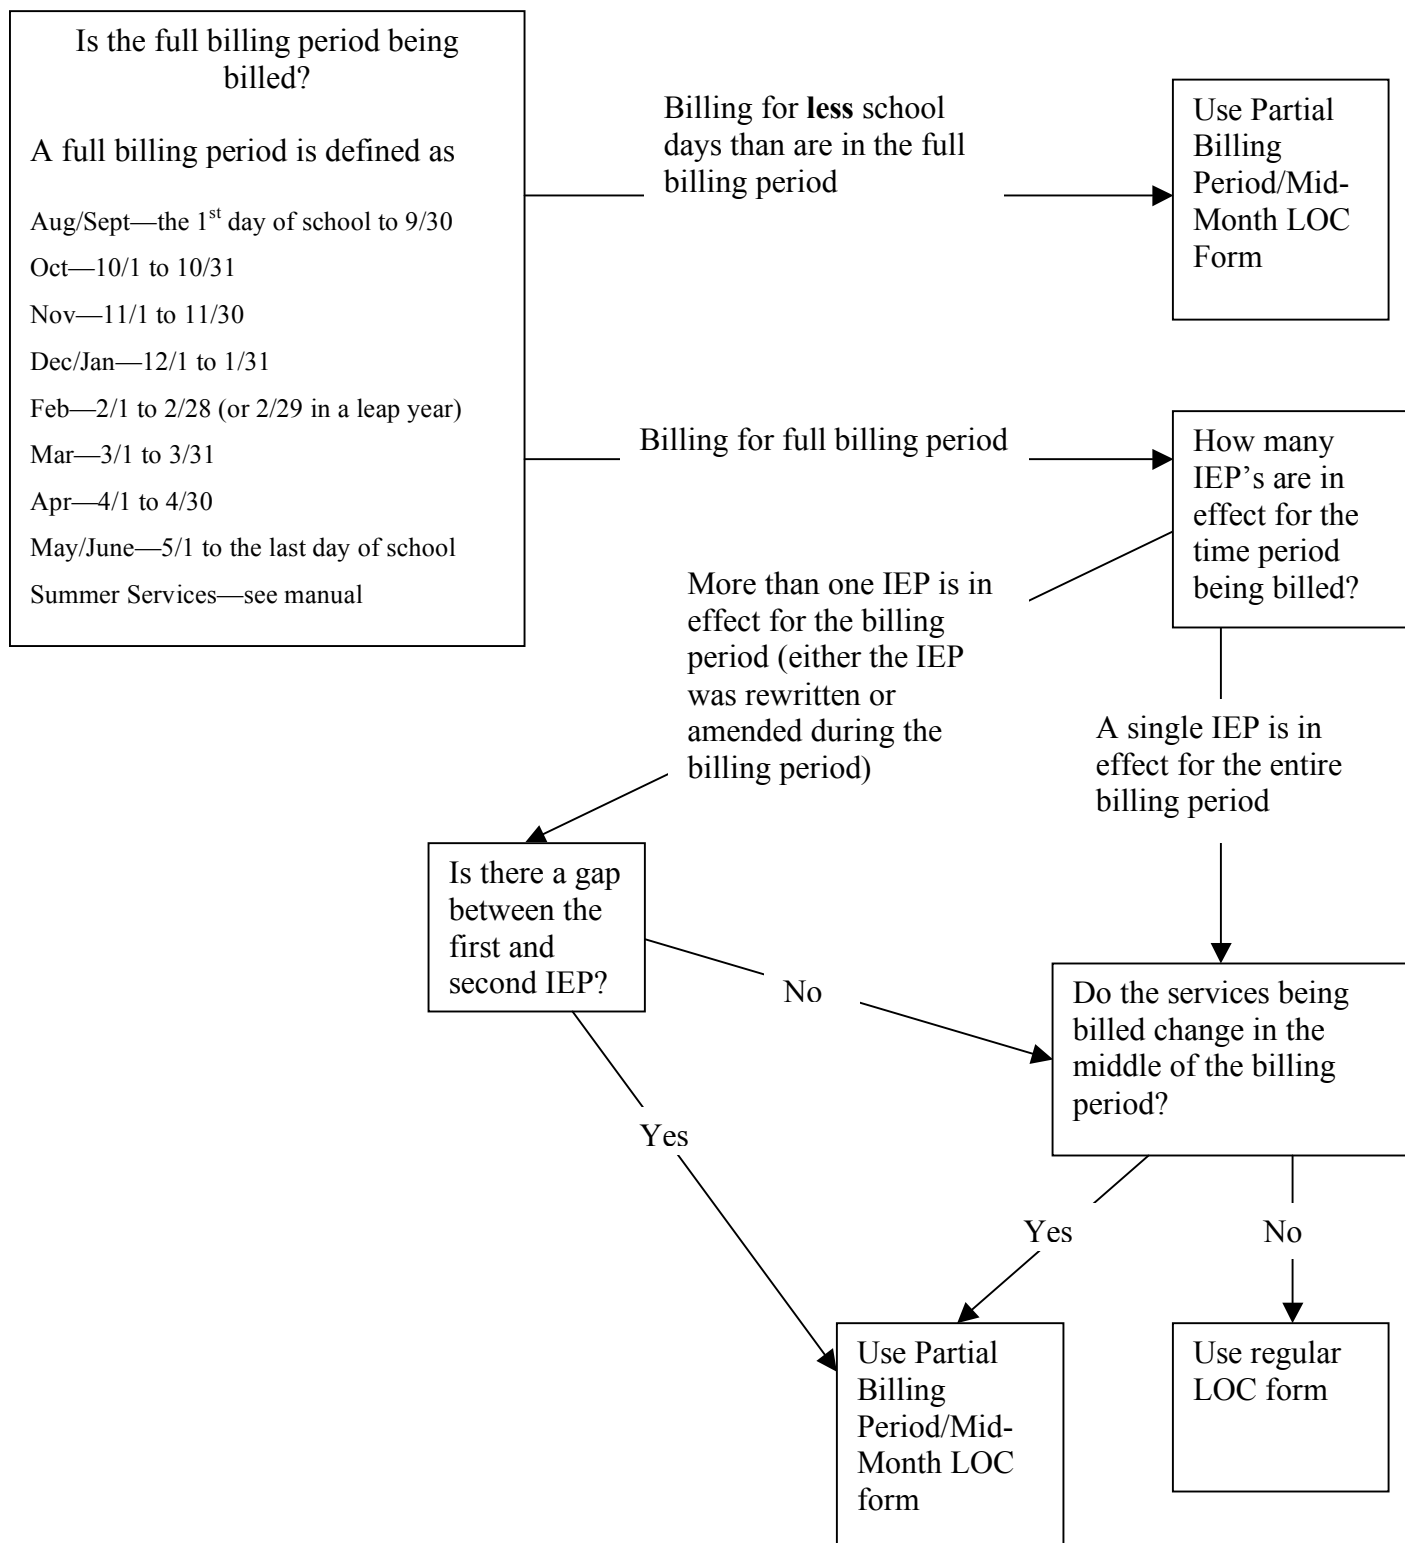 Is the full billing period being
billed?
A full billing period is defined as
Aug/Sept—the 1st day of school to 9/30
Oct—10/1 to 10/31
Nov—11/1 to 11/30
Dec/Jan—12/1 to 1/31
Feb—2/1 to 2/28 (or 2/29 in a leap year)
Mar—3/1 to 3/31
Apr—4/1 to 4/30
May/June—5/1 to the last day of school
Summer Services—see manual
Billing for less school
days than are in the full
billing period
Use Partial
Billing
Period/Mid-
Month LOC
Form
Billing for full billing period
How many
IEP’s are in
effect for the
time period
being billed?
More than one IEP is in
effect for the billing
period (either the IEP
was rewritten or
amended during the
billing period)
A single IEP is in
effect for the entire
billing period
Is there a gap
between the
first and
second IEP?
No
Yes
Do the services being
billed change in the
middle of the billing
period?
Yes
No
Use Partial
Billing
Period/Mid-
Month LOC
form
Use regular
LOC form